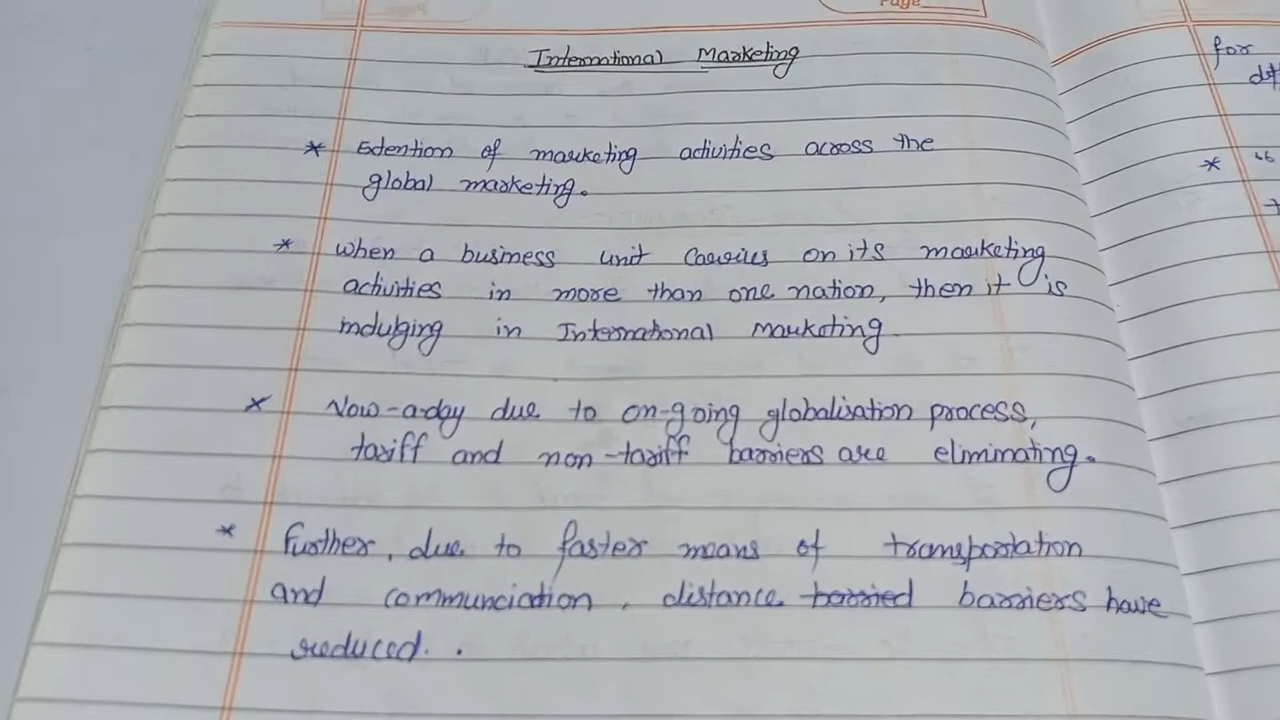 Page
International Marketing
* Extention of marketing activities across the
global marketing.
* When a business unit carries on its marketing
activities in more than one nation, then it is
indulging in International Marketing
* Now-a-day due to on-going globalisation process,
tariff and non-tariff barriers are eliminating.
* Further, due to faster means of transportation
and communciation, distance barried barriers have
reduced.
for
*